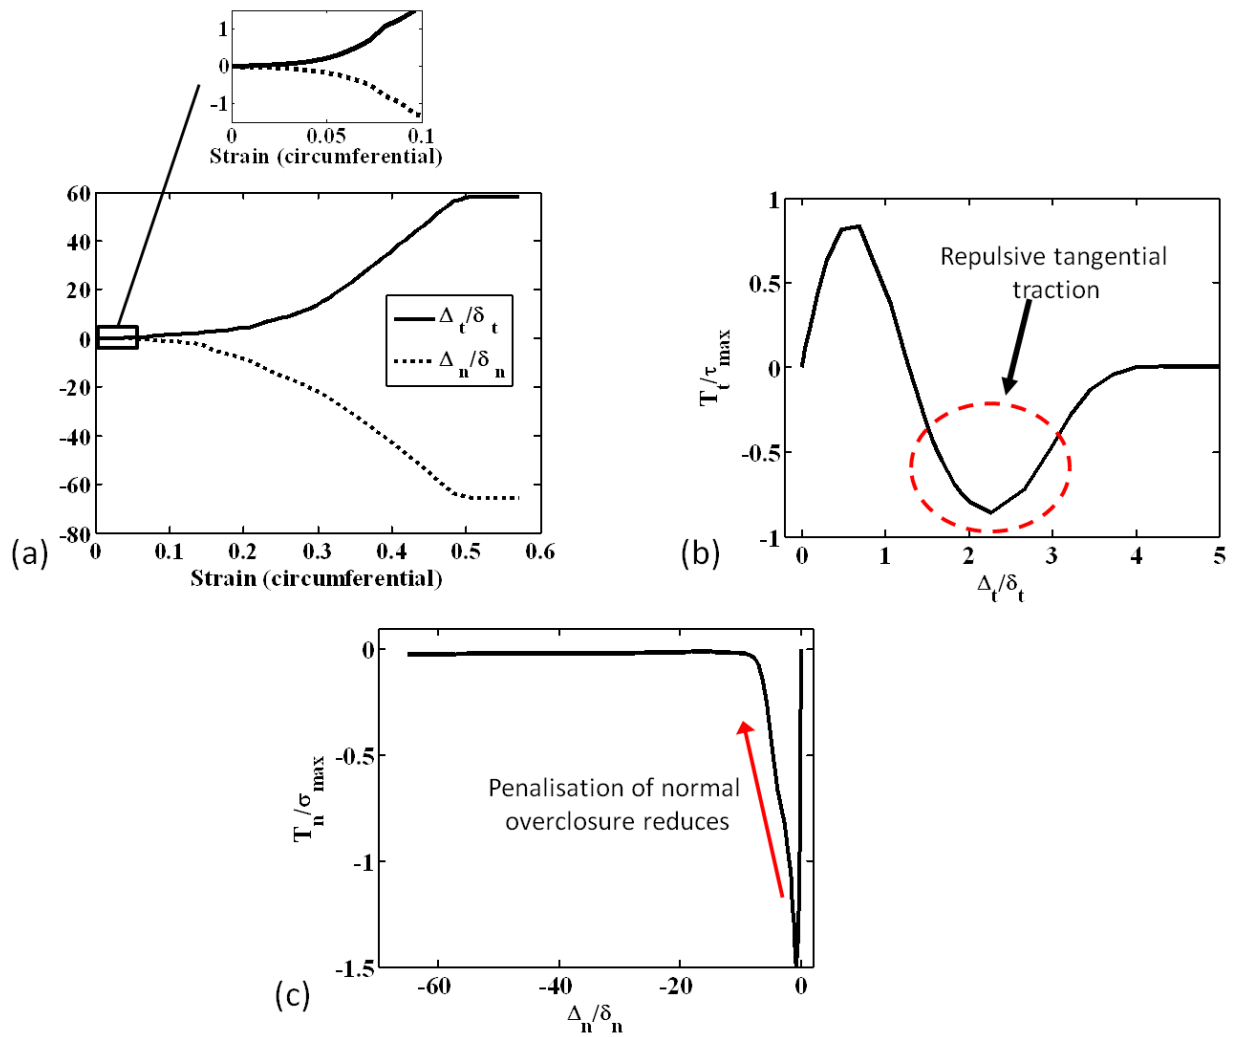 1
0
-1
0
0.05
0.1
Strain (circumferential)
60
40
20
0
-20
-40
-60
-80
0
0.1
0.2
0.3
0.4
0.5
0.6
Δt/δt
Δn/δn
Strain (circumferential)
(a)
1
0.5
0
-0.5
-1
Tt/τmax
Repulsive tangential
traction
0
1
2
3
4
5
Δt/δt
(b)
0
-0.5
-1
-1.5
Tn/σmax
Penalisation of normal
overclosure reduces
-60
-40
-20
0
Δn/δn
(c)